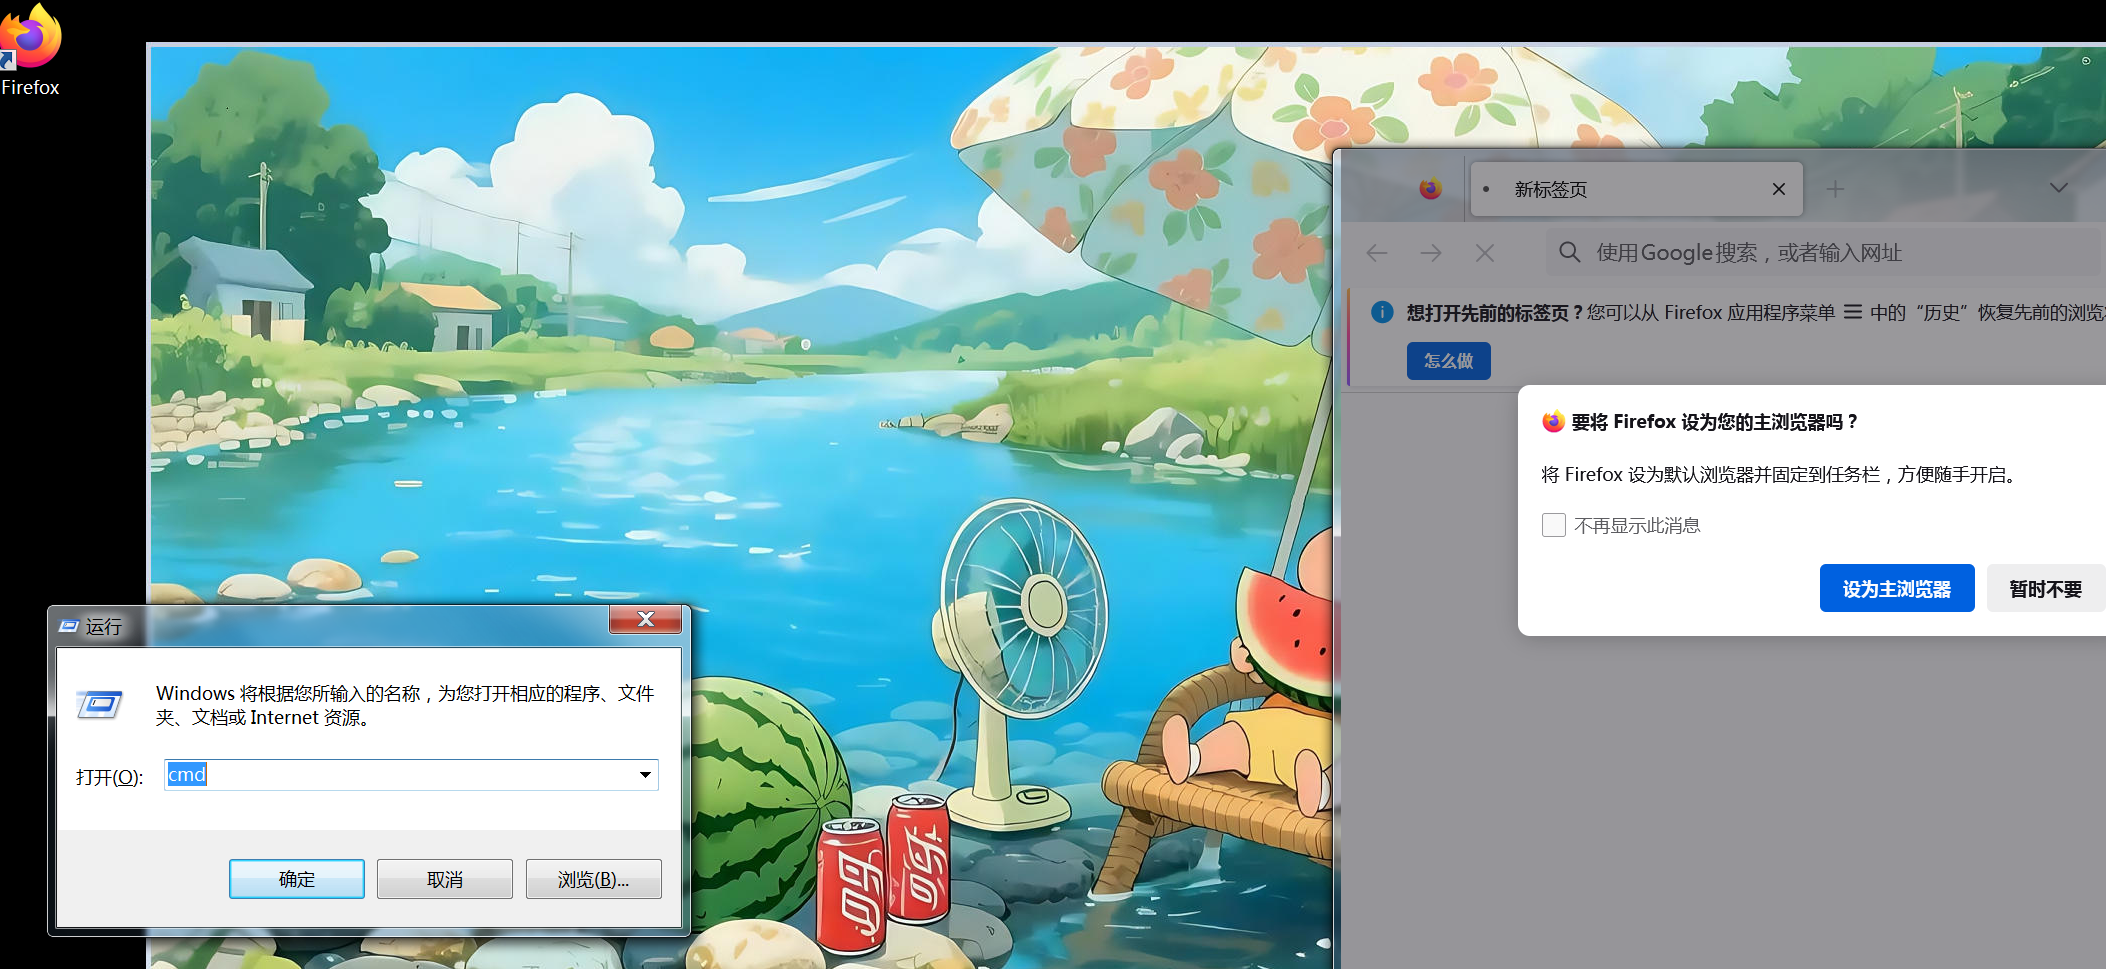 Firefox
新标签页
使用Google搜索，或者输入网址
想打开先前的标签页？您可以从 Firefox 应用程序菜单 ☰ 中的“历史”恢复先前的浏览
怎么做
要将 Firefox 设为您的主浏览器吗？
将 Firefox 设为默认浏览器并固定到任务栏，方便随手开启。
不再显示此消息
设为主浏览器
暂时不要
运行
Windows 将根据您所输入的名称，为您打开相应的程序、文件
夹、文档或 Internet 资源。
打开(O):
cmd
确定
取消
浏览(B)...